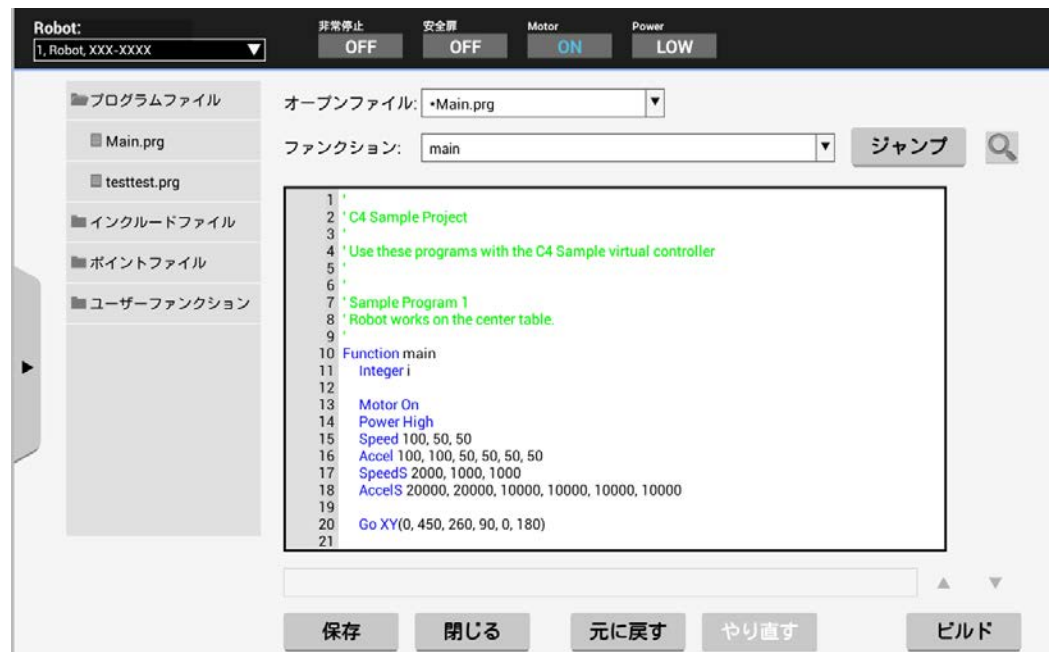 Robot:
1, Robot, XXX-XXXX
非常停止
OFF
安全扉
OFF
Motor
ON
Power
LOW
プログラムファイル
Main.prg
testtest.prg
インクルードファイル
ポイントファイル
ユーザーファンクション
オープンファイル: •Main.prg
ファンクション: main
ジャンプ
1 '
2 ' C4 Sample Project
3 '
4 ' Use these programs with the C4 Sample virtual controller
5 '
6 '
7 ' Sample Program 1
8 ' Robot works on the center table.
9 '
10 Function main
11 Integer i
12
13 Motor On
14 Power High
15 Speed 100, 50, 50
16 Accel 100, 100, 50, 50, 50, 50
17 SpeedS 2000, 1000, 1000
18 AccelS 20000, 20000, 10000, 10000, 10000, 10000
19
20 Go XY(0, 450, 260, 90, 0, 180)
21
保存
閉じる
元に戻す
やり直す
ビルド